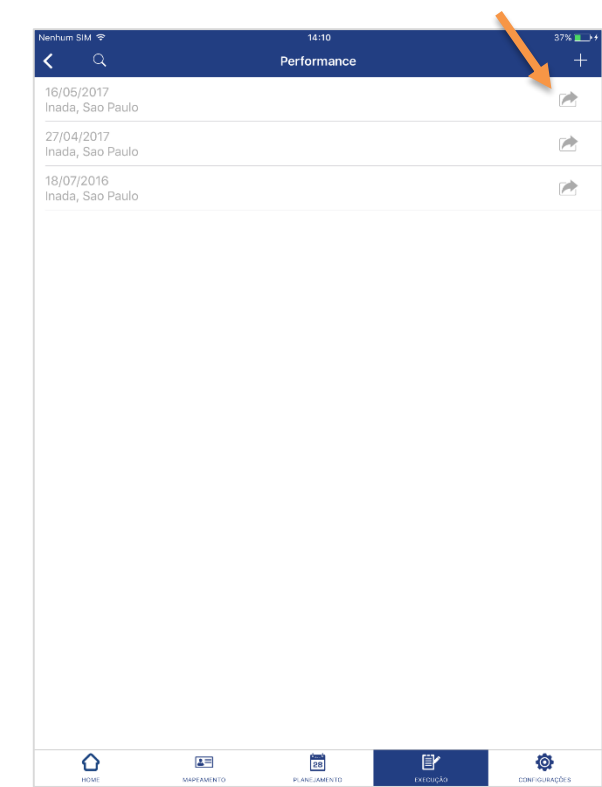 Nenhum SIM 14:10 37%
Performance
16/05/2017
Inada, Sao Paulo
27/04/2017
Inada, Sao Paulo
18/07/2016
Inada, Sao Paulo
28
HOME MAPEAMENTO PLANEJAMENTO EXECUÇÃO CONFIGURAÇÕES